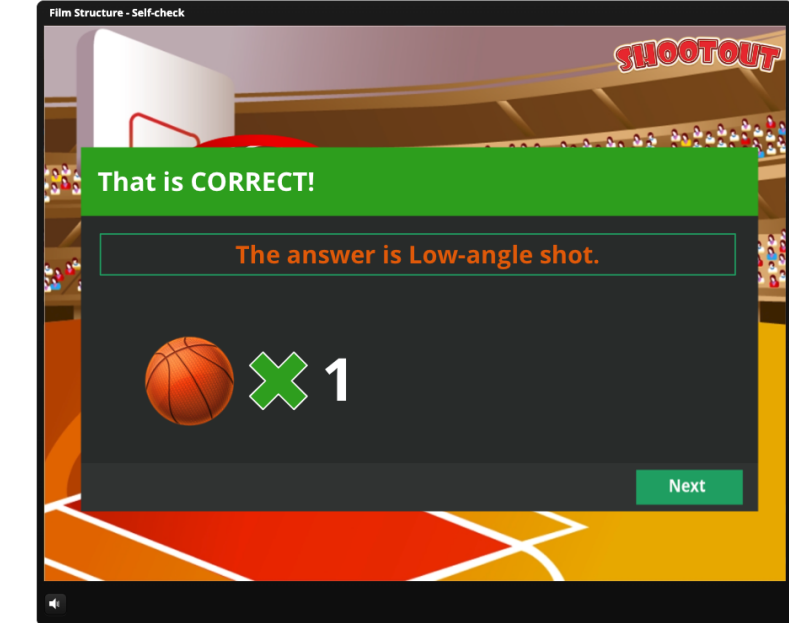 Film Structure - Self-check
SHOOTOUT
That is CORRECT!
The answer is Low-angle shot.
1
Next